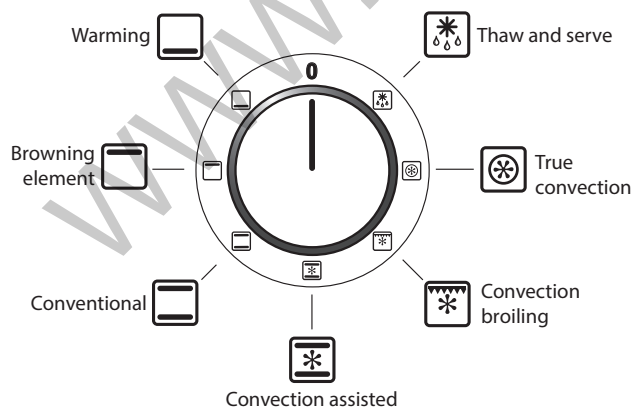 Warming
Thaw and serve
0
Browning
element
True
convection
Conventional
Convection
broiling
Convection assisted